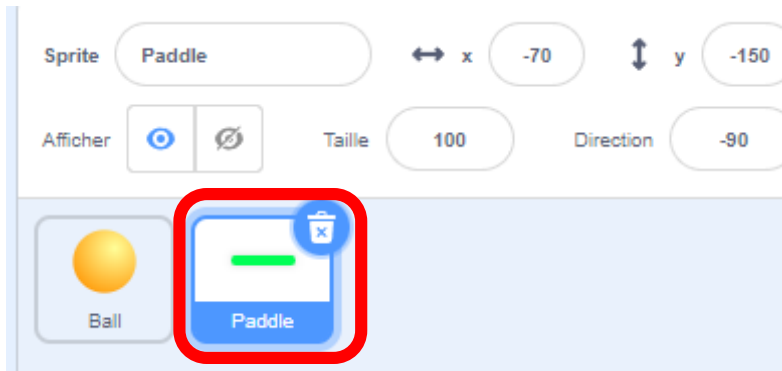 Sprite Paddle x -70 y -150
Afficher Taille 100 Direction -90
Ball Paddle